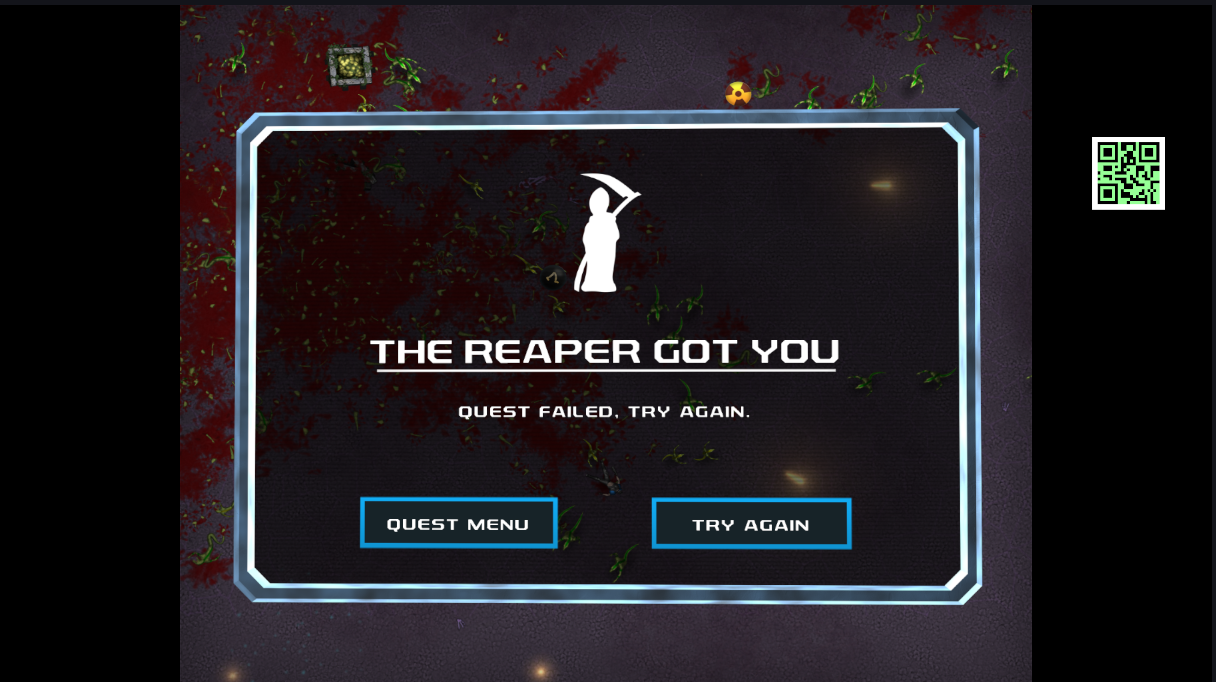 THE REAPER GOT YOU
QUEST FAILED, TRY AGAIN.
QUEST MENU
TRY AGAIN